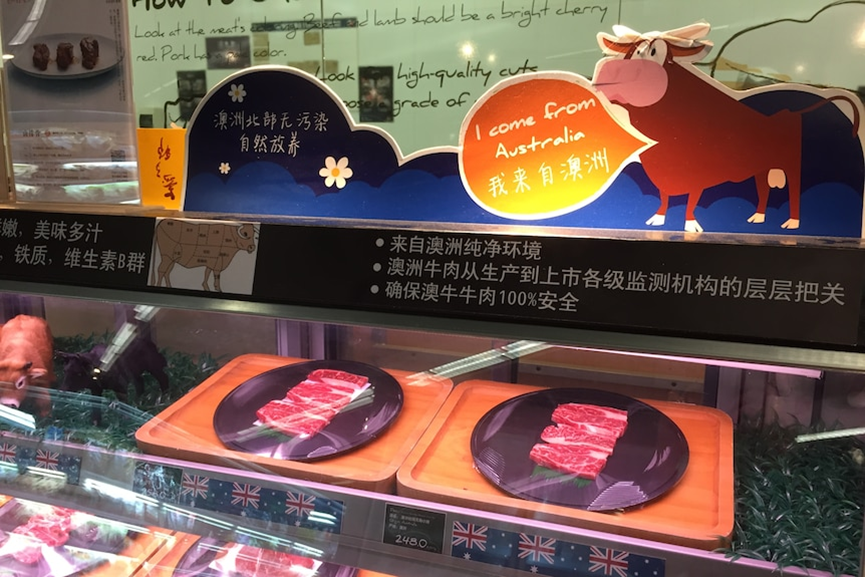 How To
Look at the meat's
and lamb should be a bright cherry
red. Pork
color.
Look
high-quality cuts
grade of
澳洲北部无污染
自然放养
I come from
Australia
我来自澳洲
嫩，美味多汁
，铁质，维生素B群
• 来自澳洲纯净环境
• 澳洲牛肉从生产到上市各级监测机构的层层把关
• 确保澳牛牛肉100%安全
2480